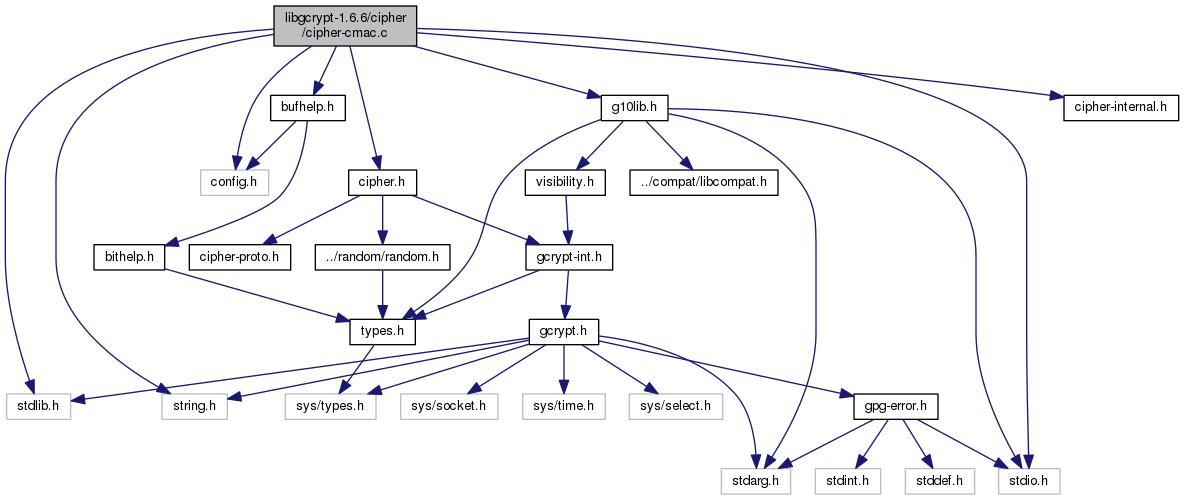 libgcrypt-1.6.6/cipher
/cipher-cmac.c
bufhelp.h
g10lib.h
cipher-internal.h
config.h
cipher.h
visibility.h
../compat/libcompat.h
bithelp.h
cipher-proto.h
../random/random.h
gcrypt-int.h
types.h
gcrypt.h
stdlib.h
string.h
sys/types.h
sys/socket.h
sys/time.h
sys/select.h
gpg-error.h
stdarg.h
stdint.h
stddef.h
stdio.h